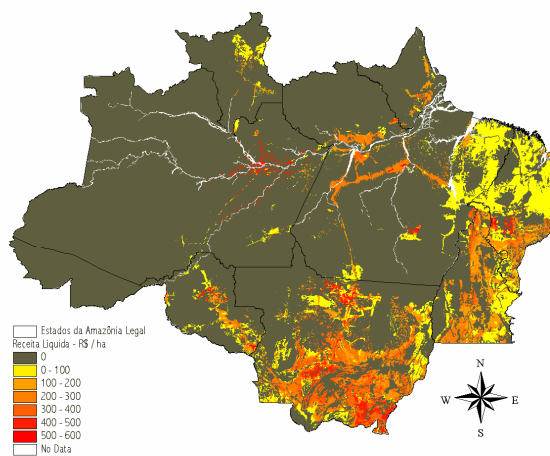 Estados da Amazônia Legal
Receita Líquida - R$ / ha
0
0 - 100
100 - 200
200 - 300
300 - 400
400 - 500
500 - 600
No Data
N
W E
S